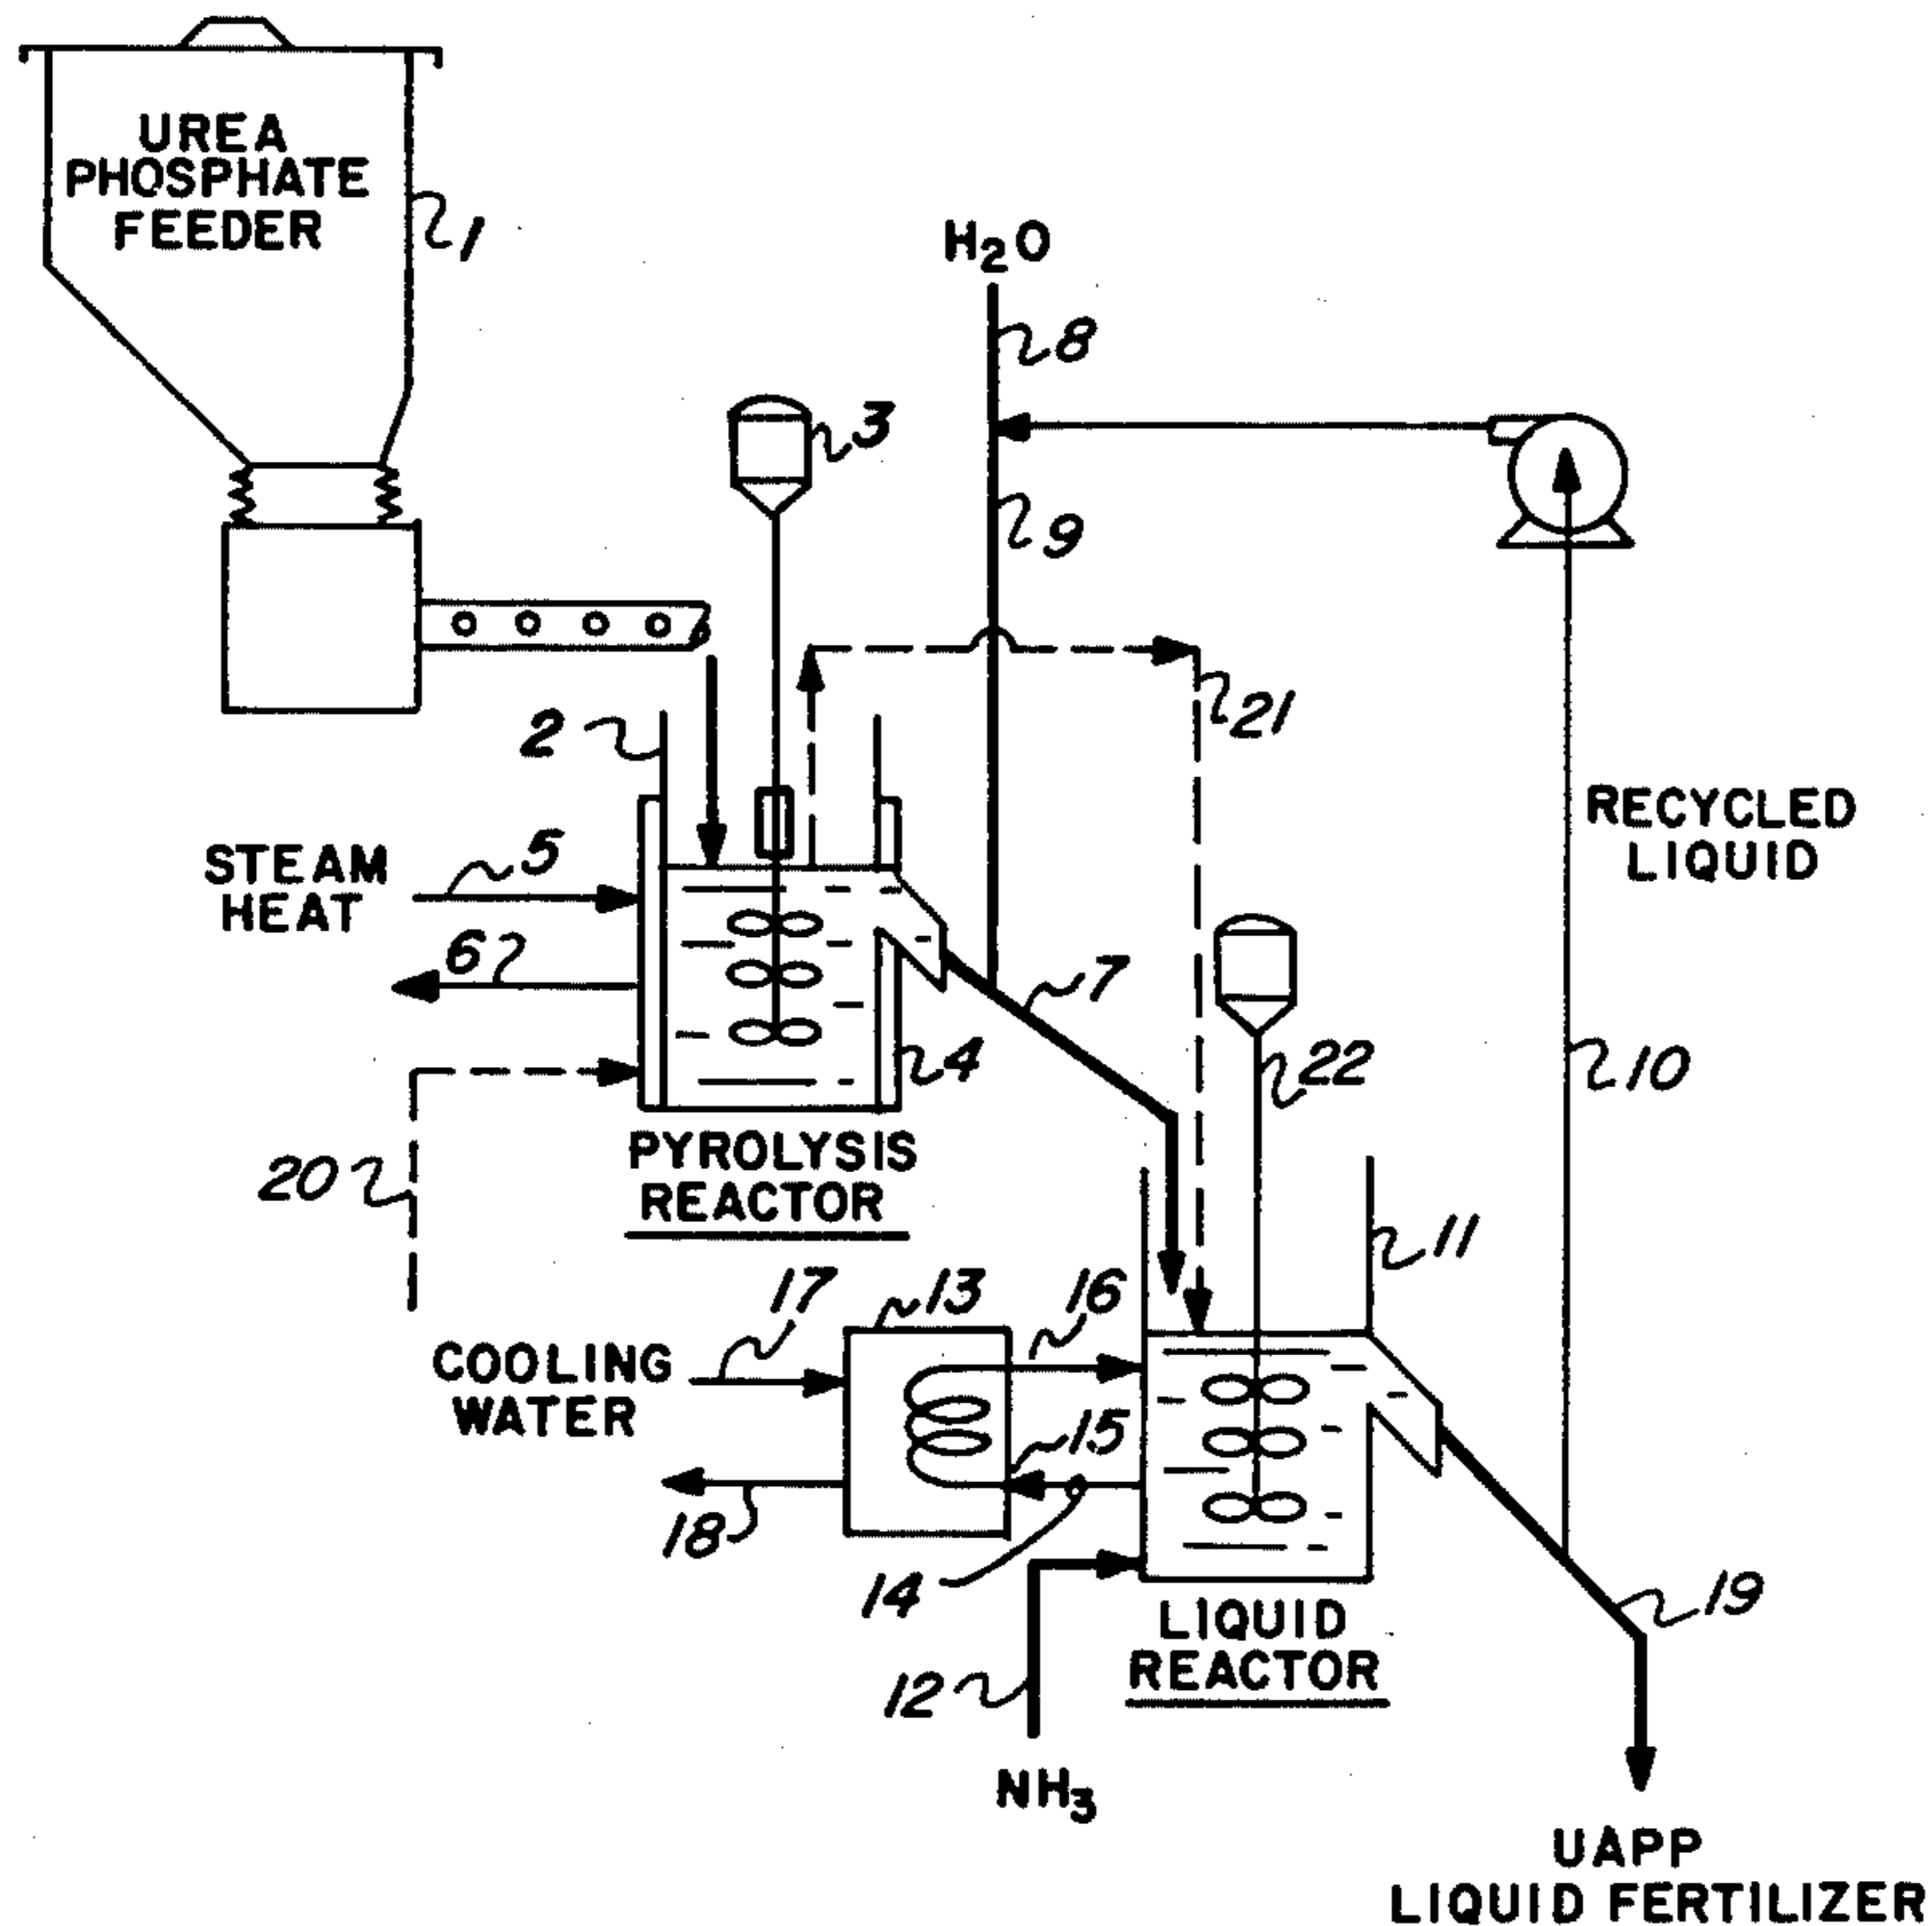 UREA
PHOSPHATE
FEEDER
1
H2O
8
3
9
2
21
RECYCLED
LIQUID
STEAM
HEAT
5
6
7
4
22
10
PYROLYSIS
REACTOR
20
11
17
13
16
COOLING
WATER
15
18
14
19
LIQUID
REACTOR
12
NH3
UAPP
LIQUID FERTILIZER